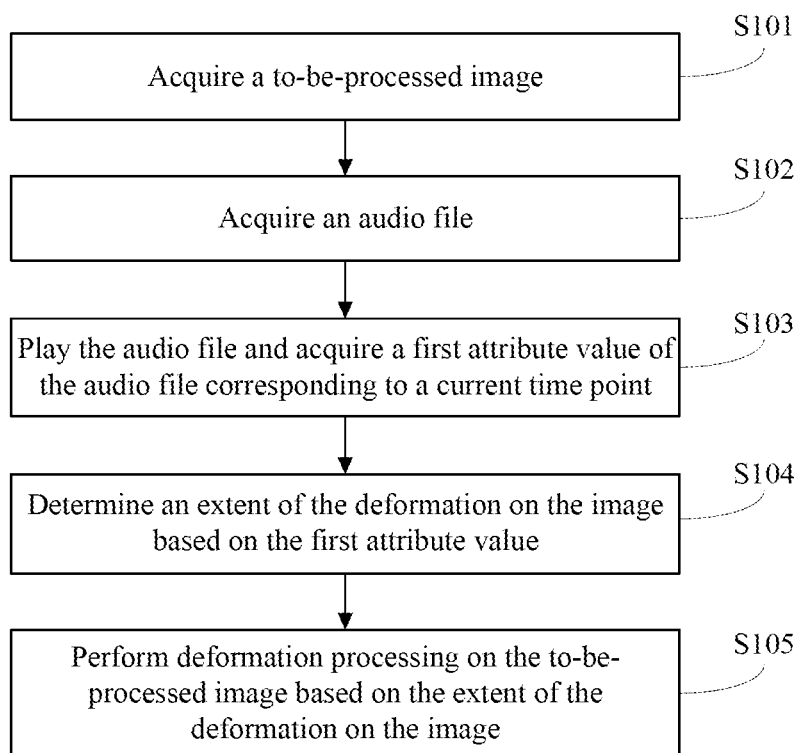 S101
Acquire a to-be-processed image
S102
Acquire an audio file
S103
Play the audio file and acquire a first attribute value of
the audio file corresponding to a current time point
S104
Determine an extent of the deformation on the image
based on the first attribute value
S105
Perform deformation processing on the to-be-
processed image based on the extent of the
deformation on the image